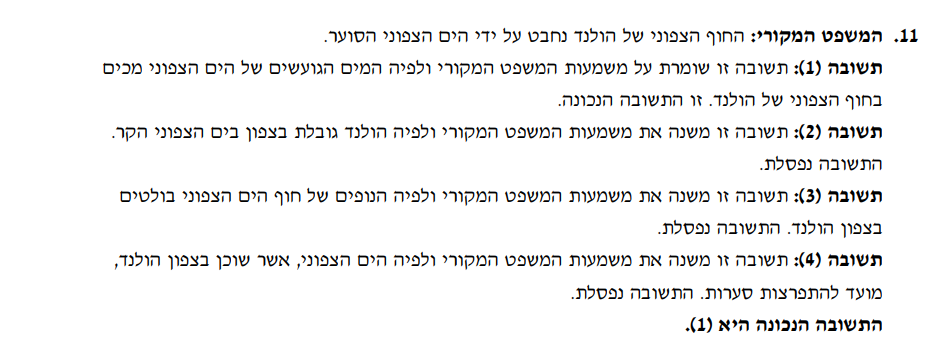 11. המשפט המקורי: החוף הצפוני של הולנד נחבט על ידי הים הצפוני הסוער.
תשובה (1): תשובה זו שומרת על משמעות המשפט המקורי ולפיה המים הגועשים של הים הצפוני מכים
בחוף הצפוני של הולנד. זו התשובה הנכונה.
תשובה (2): תשובה זו משנה את משמעות המשפט המקורי ולפיה הולנד גובלת בצפון בים הצפוני הקר.
התשובה נפסלת.
תשובה (3): תשובה זו משנה את משמעות המשפט המקורי ולפיה הנופים של חוף הים הצפוני בולטים
בצפון הולנד. התשובה נפסלת.
תשובה (4): תשובה זו משנה את משמעות המשפט המקורי ולפיה הים הצפוני, אשר שוכן בצפון הולנד,
מועד להתפרצות סערות. התשובה נפסלת.
התשובה הנכונה היא (1).